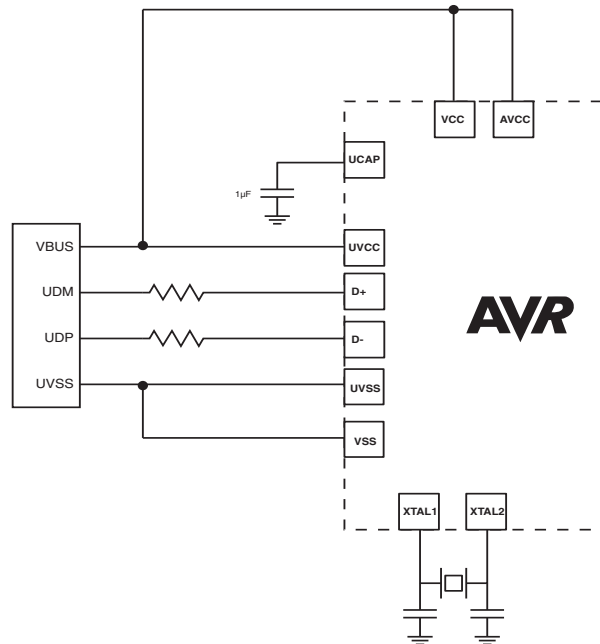 VCC AVCC
UCAP
1µF
VBUS UVCC
UDM D+
AVR
UDP D-
UVSS UVSS
VSS
XTAL1 XTAL2